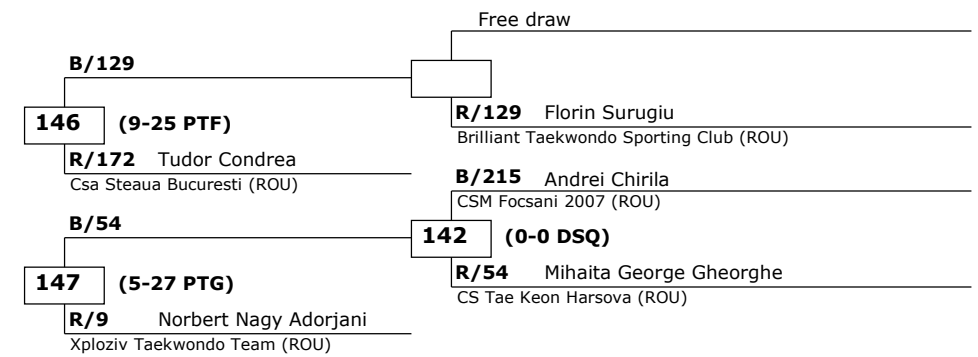 Free draw
B/129
146 (9-25 PTF)
R/129 Florin Surugiu
Brilliant Taekwondo Sporting Club (ROU)
R/172 Tudor Condrea
Csa Steaua Bucuresti (ROU)
B/215 Andrei Chirila
CSM Focsani 2007 (ROU)
B/54
142 (0-0 DSQ)
147 (5-27 PTG)
R/54 Mihaita George Gheorghe
CS Tae Keon Harsova (ROU)
R/9 Norbert Nagy Adorjani
Xploziv Taekwondo Team (ROU)